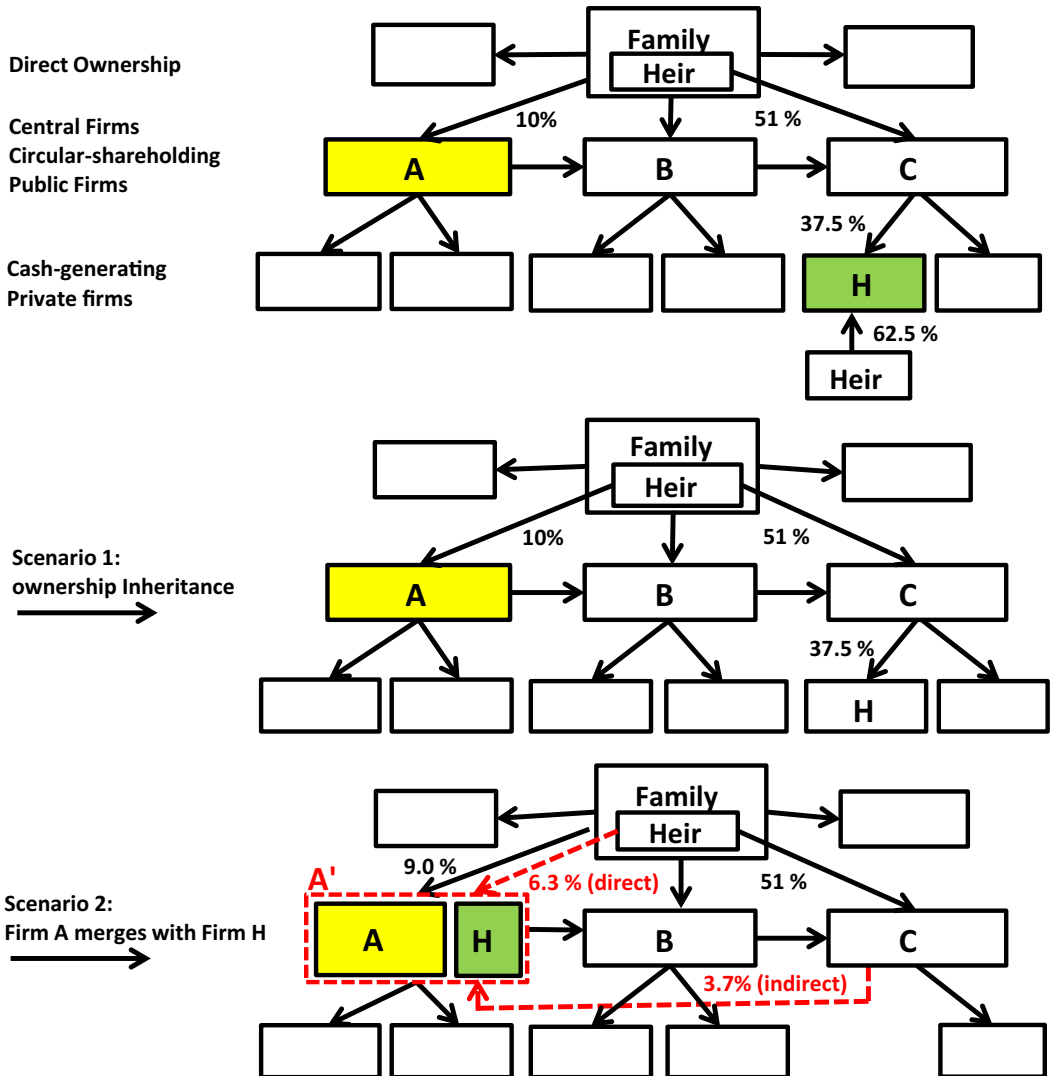 Family
Direct Ownership
Heir
10%
51 %
Central Firms
Circular-shareholding
Public Firms
A
B
C
37.5 %
Cash-generating
Private firms
H
62.5 %
Heir
Family
Heir
10%
51 %
Scenario 1:
ownership Inheritance
A
B
C
37.5 %
H
Family
Heir
9.0 %
A'
6.3 % (direct)
51 %
Scenario 2:
Firm A merges with Firm H
A
H
B
C
3.7% (indirect)